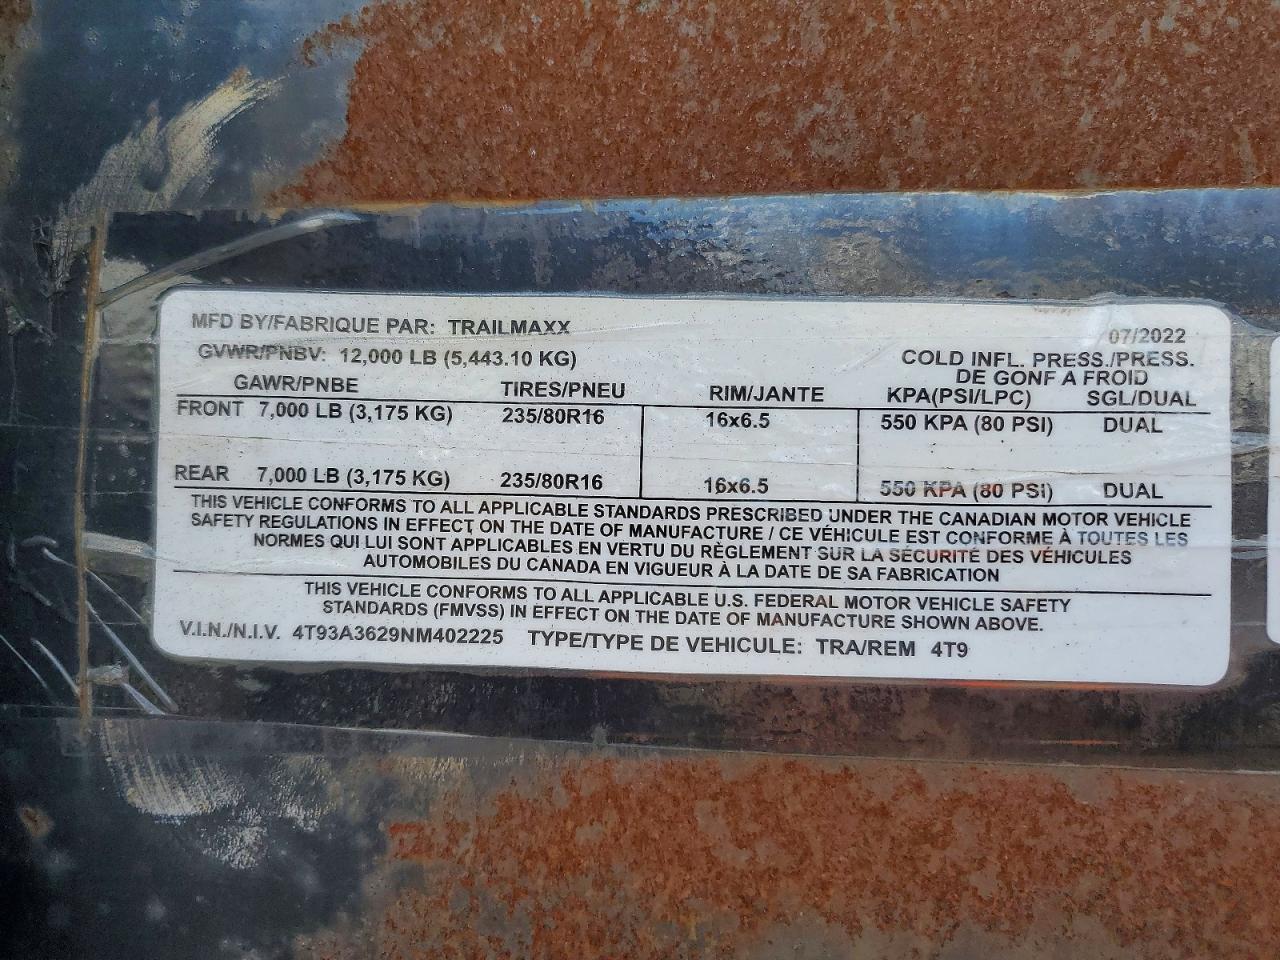 MFD BY/FABRIQUE PAR: TRAILMAXX
07/2022
GVWR/PNBV: 12,000 LB (5,443.10 KG)
COLD INFL. PRESS./PRESS.
DE GONF A FROID
GAWR/PNBE TIRES/PNEU RIM/JANTE KPA(PSI/LPC) SGL/DUAL
FRONT 7,000 LB (3,175 KG) 235/80R16 16x6.5 550 KPA (80 PSI) DUAL
REAR 7,000 LB (3,175 KG) 235/80R16 16x6.5 550 KPA (80 PSI) DUAL
THIS VEHICLE CONFORMS TO ALL APPLICABLE STANDARDS PRESCRIBED UNDER THE CANADIAN MOTOR VEHICLE
SAFETY REGULATIONS IN EFFECT ON THE DATE OF MANUFACTURE / CE VÉHICULE EST CONFORME À TOUTES LES
NORMES QUI LUI SONT APPLICABLES EN VERTU DU RÈGLEMENT SUR LA SÉCURITÉ DES VÉHICULES
AUTOMOBILES DU CANADA EN VIGUEUR À LA DATE DE SA FABRICATION
THIS VEHICLE CONFORMS TO ALL APPLICABLE U.S. FEDERAL MOTOR VEHICLE SAFETY
STANDARDS (FMVSS) IN EFFECT ON THE DATE OF MANUFACTURE SHOWN ABOVE.
V.I.N./N.I.V. 4T93A3629NM402225 TYPE/TYPE DE VEHICULE: TRA/REM 4T9